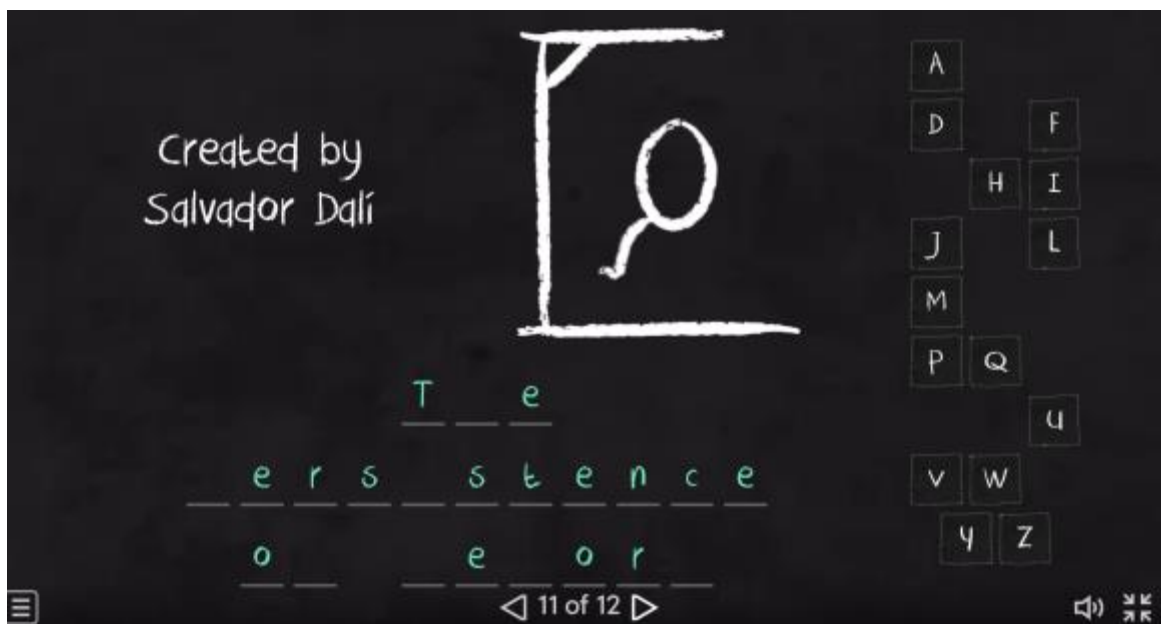 Created by
Salvador Dalí
A
D F
H I
J L
M
P Q
U
V W
Y Z
T _ e
_ e r s _ s t e n c e
o _ _ e _ o r _
11 of 12